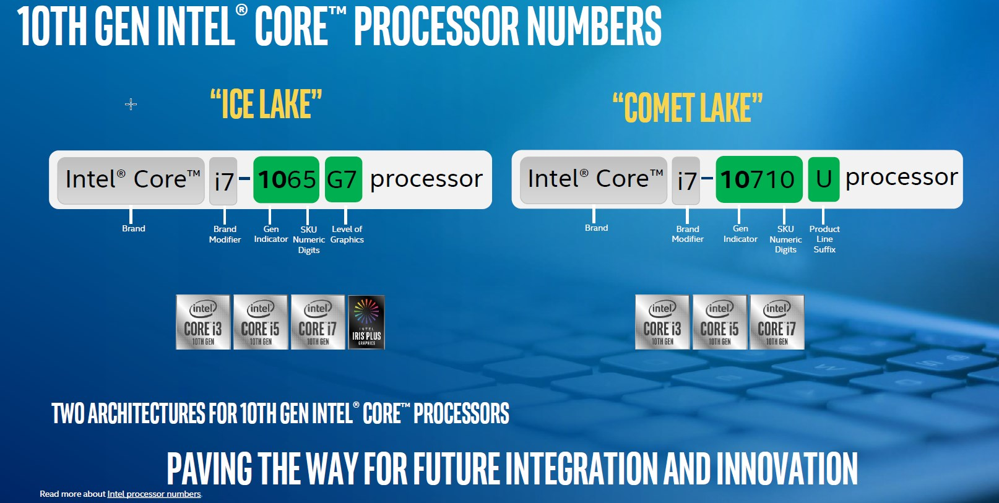 10TH GEN INTEL® CORE™ PROCESSOR NUMBERS
“ICE LAKE”
Intel® Core™ i7-1065 G7 processor
Brand
Brand Modifier
Gen Indicator
SKU Numeric Digits
Level of Graphics
intel CORE i3 10TH GEN
intel CORE i5 10TH GEN
intel CORE i7 10TH GEN
INTEL IRIS PLUS GRAPHICS
“COMET LAKE”
Intel® Core™ i7-10710 U processor
Brand
Brand Modifier
Gen Indicator
SKU Numeric Digits
Product Line Suffix
intel CORE i3 10TH GEN
intel CORE i5 10TH GEN
intel CORE i7 10TH GEN
TWO ARCHITECTURES FOR 10TH GEN INTEL® CORE™ PROCESSORS
PAVING THE WAY FOR FUTURE INTEGRATION AND INNOVATION
Read more about Intel processor numbers.